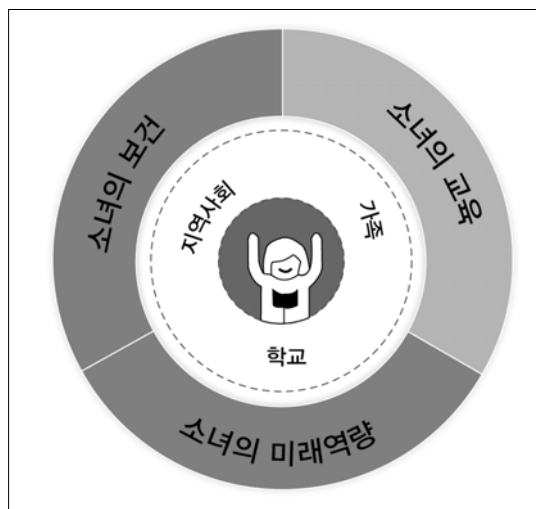 소녀의 보건
소녀의 교육
지역사회
가족
학교
소녀의 미래역량